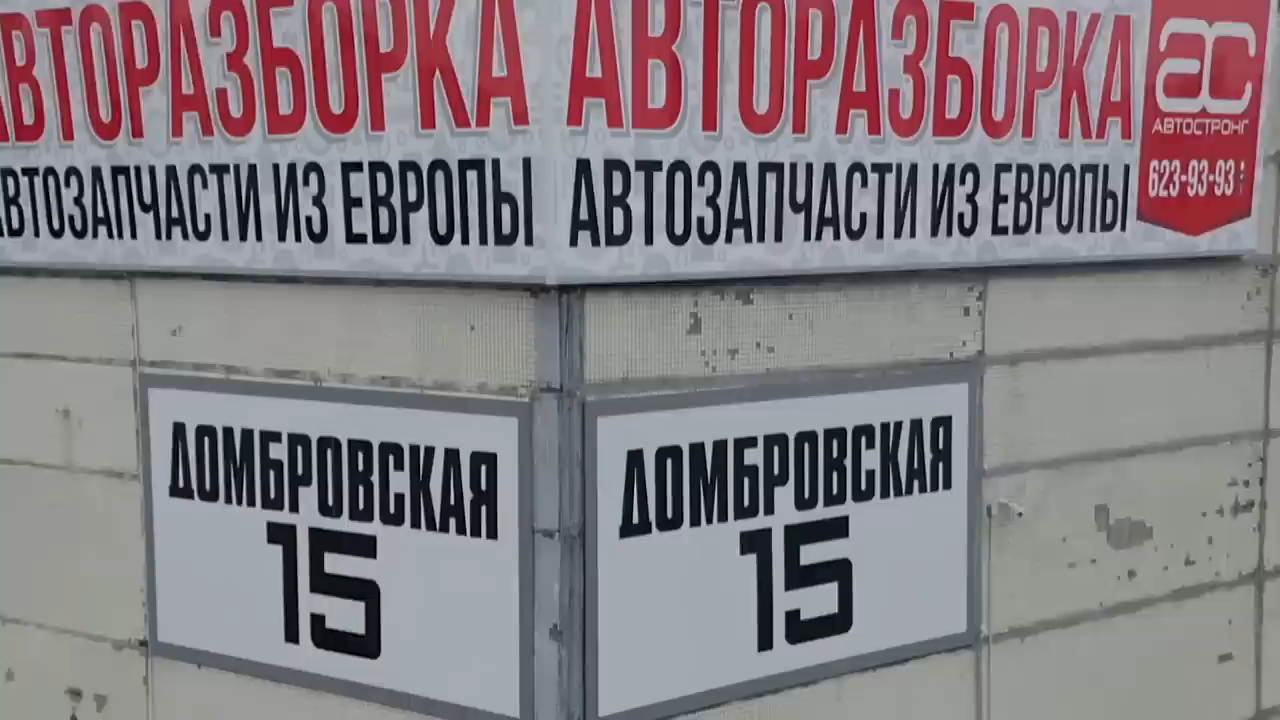 АВТОРАЗБОРКА
АВТОЗАПЧАСТИ ИЗ ЕВРОПЫ
АВТОРАЗБОРКА
АВТОЗАПЧАСТИ ИЗ ЕВРОПЫ
АС
АВТОСТРОНГ
623-93-93
ДОМБРОВСКАЯ
15
ДОМБРОВСКАЯ
15